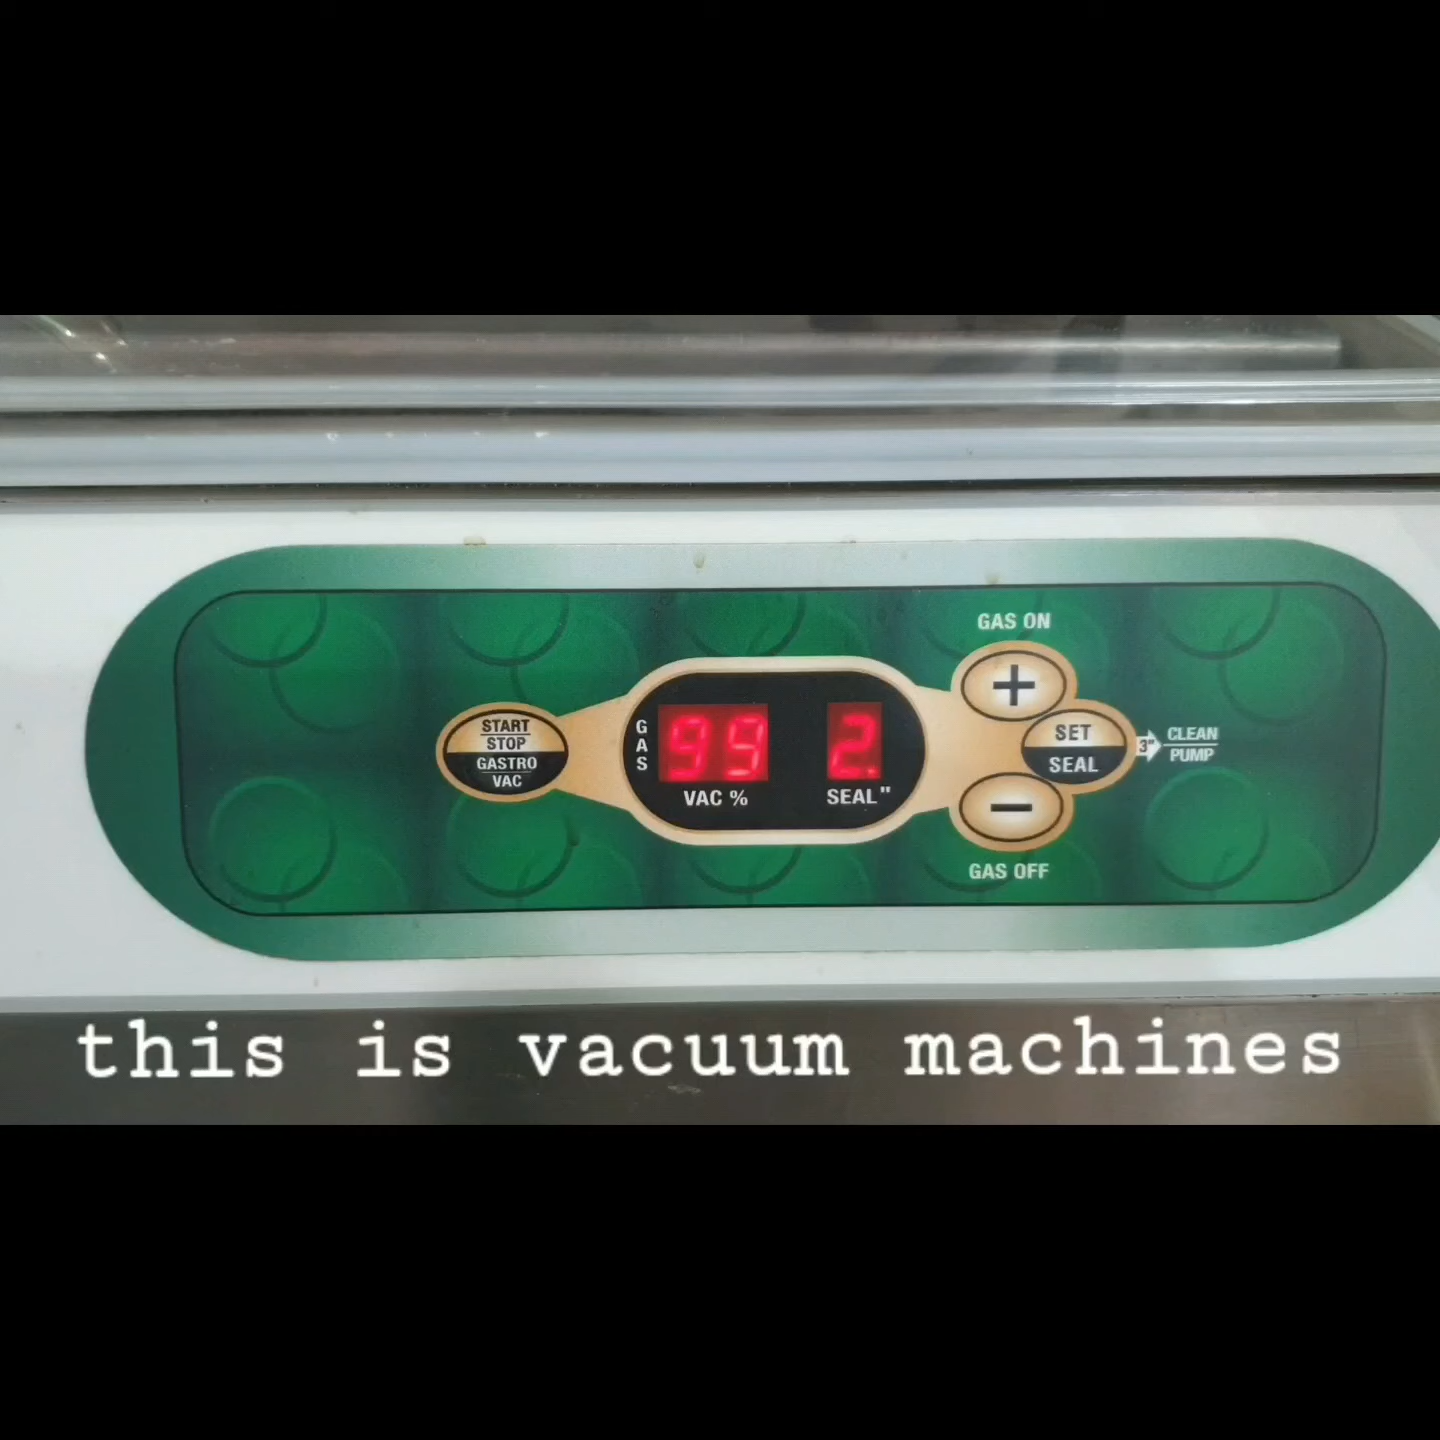 GAS ON
START
STOP
GASTRO
VAC
GAS
99
2.
VAC %
SEAL"
+
SET
SEAL
3"
CLEAN
PUMP
−
GAS OFF
this is vacuum machines